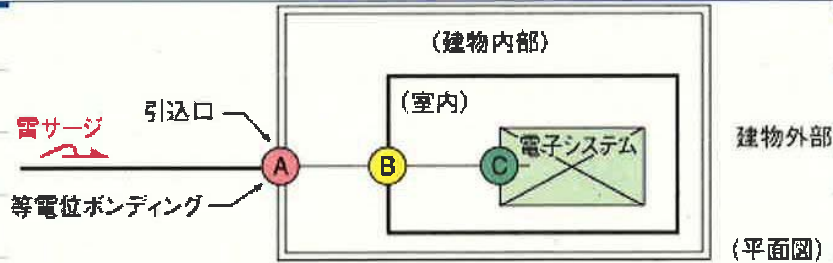 (建物内部)
引込口
(室内)
雷サージ
電子システム
建物外部
A
B
C
等電位ボンディング
(平面図)